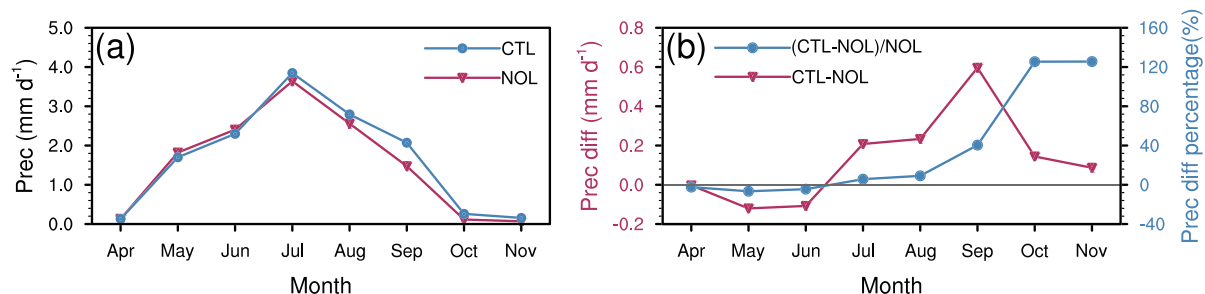 (a)
CTL
NOL
5.0
4.0
3.0
2.0
1.0
0.0
Prec (mm d⁻¹)
Apr May Jun Jul Aug Sep Oct Nov
Month
(b)
(CTL-NOL)/NOL
CTL-NOL
0.8
0.6
0.4
0.2
0.0
-0.2
Prec diff (mm d⁻¹)
160
120
80
40
0
-40
Prec diff percentage(%)
Apr May Jun Jul Aug Sep Oct Nov
Month